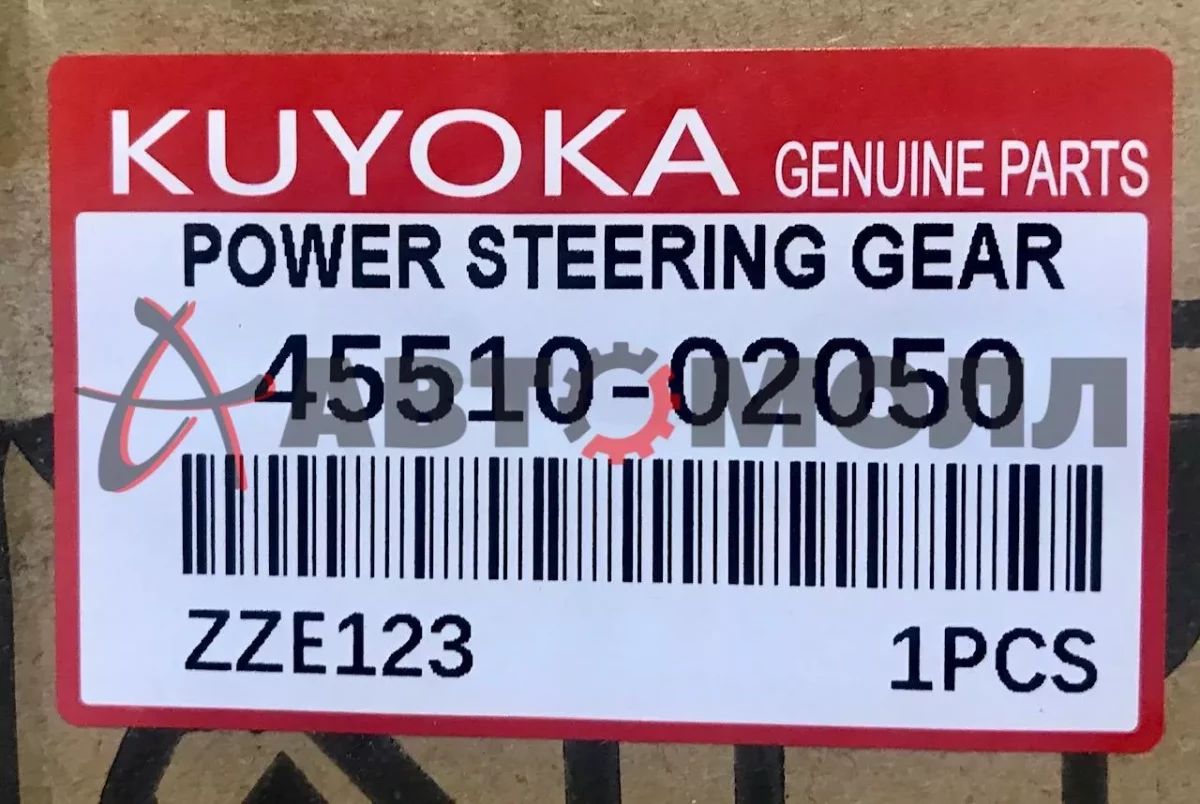 KUYOKA GENUINE PARTS
POWER STEERING GEAR
45510-02050
АВТОМОЛЛ
ZZE123 1PCS